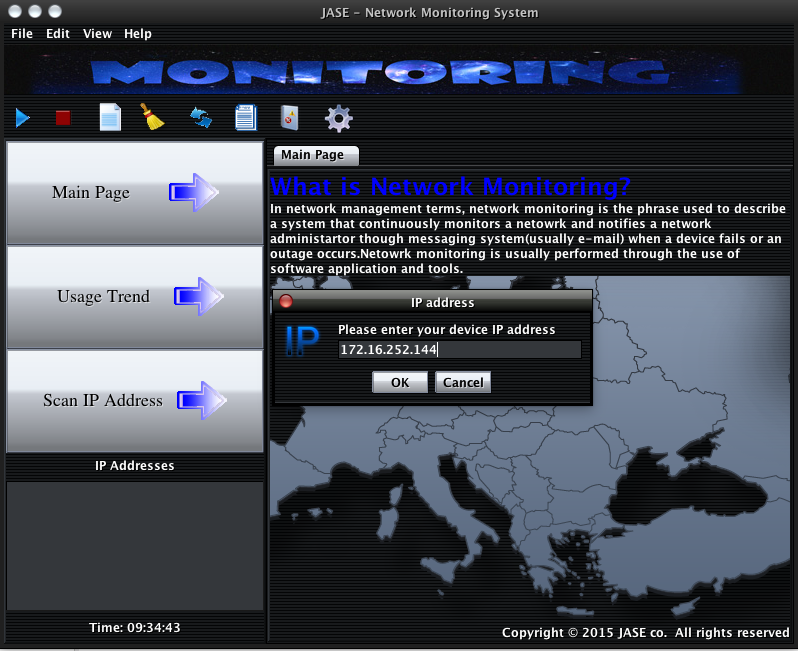 JASE - Network Monitoring System
File Edit View Help
MONITORING
Main Page
Usage Trend
Scan IP Address
IP Addresses
Time: 09:34:43
Main Page
What is Network Monitoring?
In network management terms, network monitoring is the phrase used to describe
a system that continuously monitors a netowrk and notifies a network
administartor though messaging system(usually e-mail) when a device fails or an
outage occurs.Netowrk monitoring is usually performed through the use of
software application and tools.
IP address
IP
Please enter your device IP address
172.16.252.144
OK Cancel
Copyright © 2015 JASE co. All rights reserved